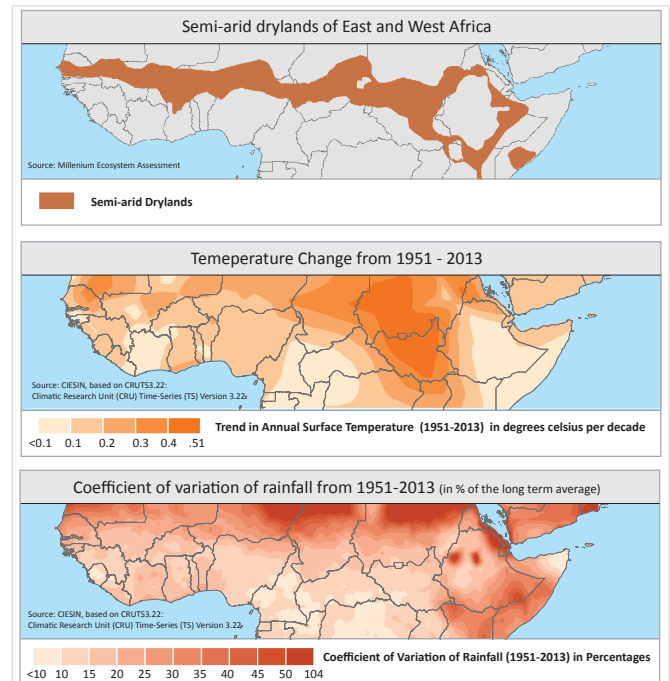 Semi-arid drylands of East and West Africa
Source: Millenium Ecosystem Assessment
Semi-arid Drylands
Temeperature Change from 1951 - 2013
Source: CIESIN, based on CRUTS3.22:
Climatic Research Unit (CRU) Time-Series (TS) Version 3.22
Trend in Annual Surface Temperature (1951-2013) in degrees celsius per decade
<0.1 0.1 0.2 0.3 0.4 .51
Coefficient of variation of rainfall from 1951-2013 (in % of the long term average)
Source: CIESIN, based on CRUTS3.22:
Climatic Research Unit (CRU) Time-Series (TS) Version 3.22
Coefficient of Variation of Rainfall (1951-2013) in Percentages
<10 10 15 20 25 30 35 40 45 50 104